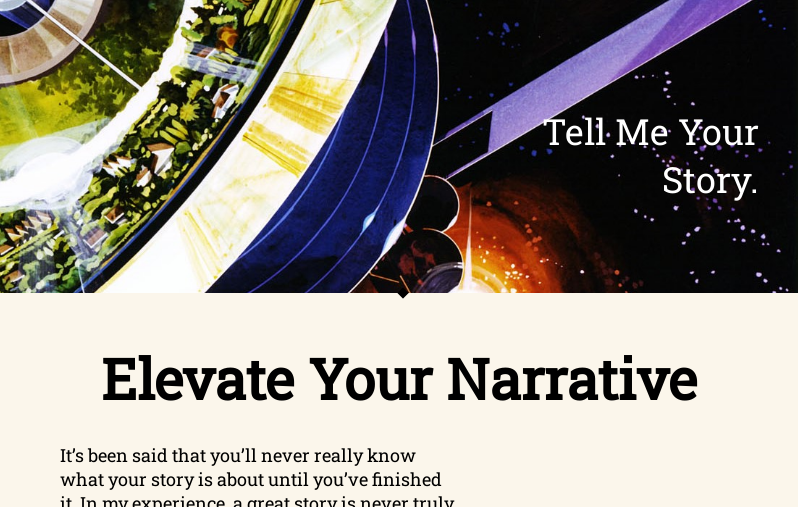 Tell Me Your
Story.
Elevate Your Narrative
It’s been said that you’ll never really know
what your story is about until you’ve finished
it. In my experience, a great story is never truly